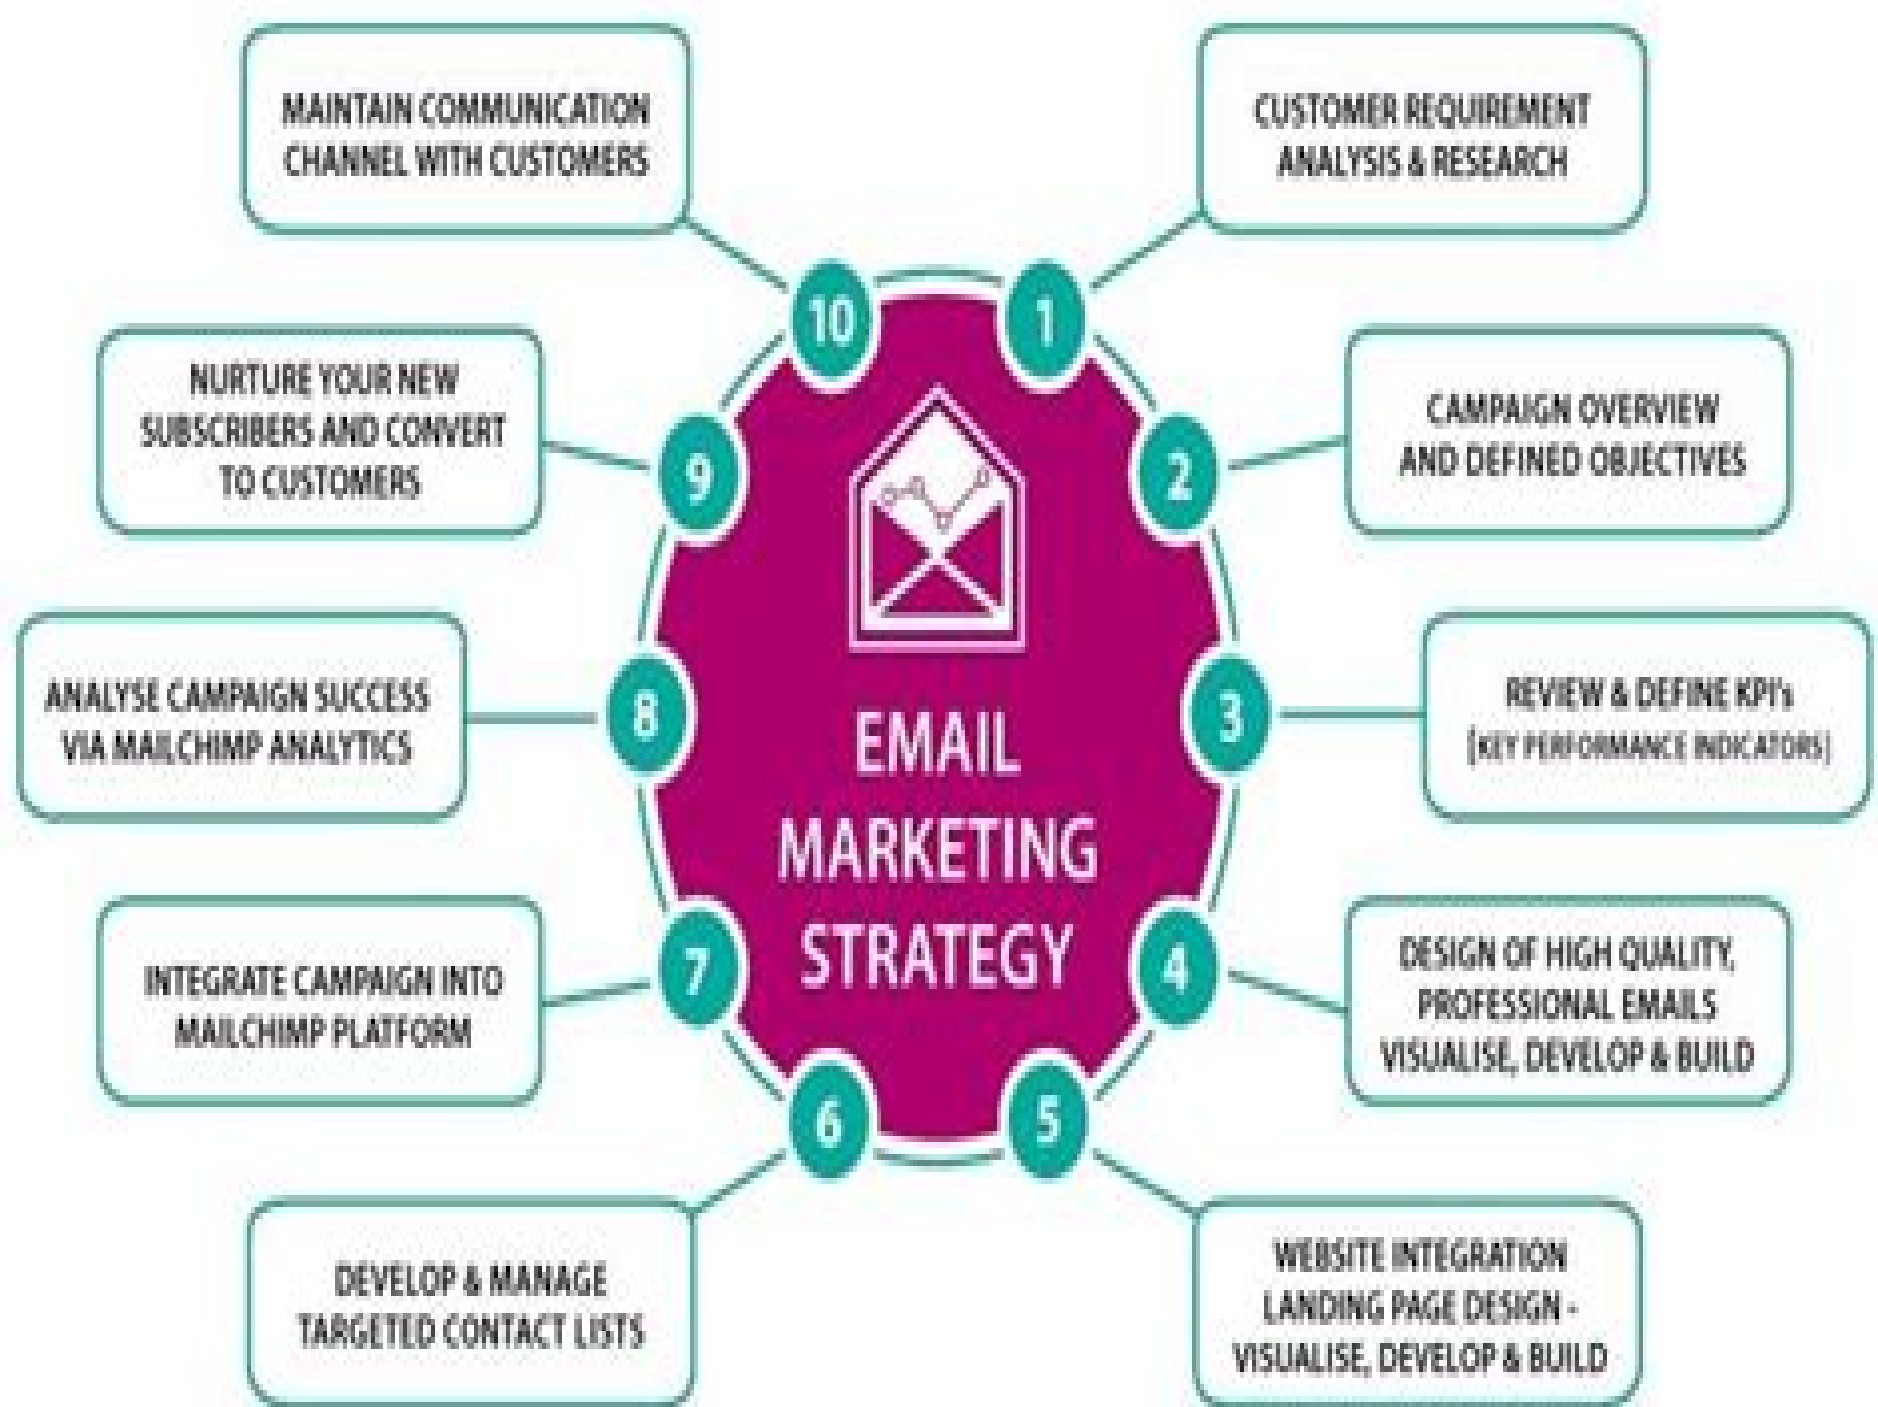 MAINTAIN COMMUNICATION
CHANNEL WITH CUSTOMERS
CUSTOMER REQUIREMENT
ANALYSIS & RESEARCH
10
1
NURTURE YOUR NEW
SUBSCRIBERS AND CONVERT
TO CUSTOMERS
9
2
CAMPAIGN OVERVIEW
AND DEFINED OBJECTIVES
ANALYSE CAMPAIGN SUCCESS
VIA MAILCHIMP ANALYTICS
8
3
REVIEW & DEFINE KPI's
[KEY PERFORMANCE INDICATORS]
EMAIL
MARKETING
STRATEGY
INTEGRATE CAMPAIGN INTO
MAILCHIMP PLATFORM
7
4
DESIGN OF HIGH QUALITY,
PROFESSIONAL EMAILS
VISUALISE, DEVELOP & BUILD
6
5
DEVELOP & MANAGE
TARGETED CONTACT LISTS
WEBSITE INTEGRATION
LANDING PAGE DESIGN -
VISUALISE, DEVELOP & BUILD